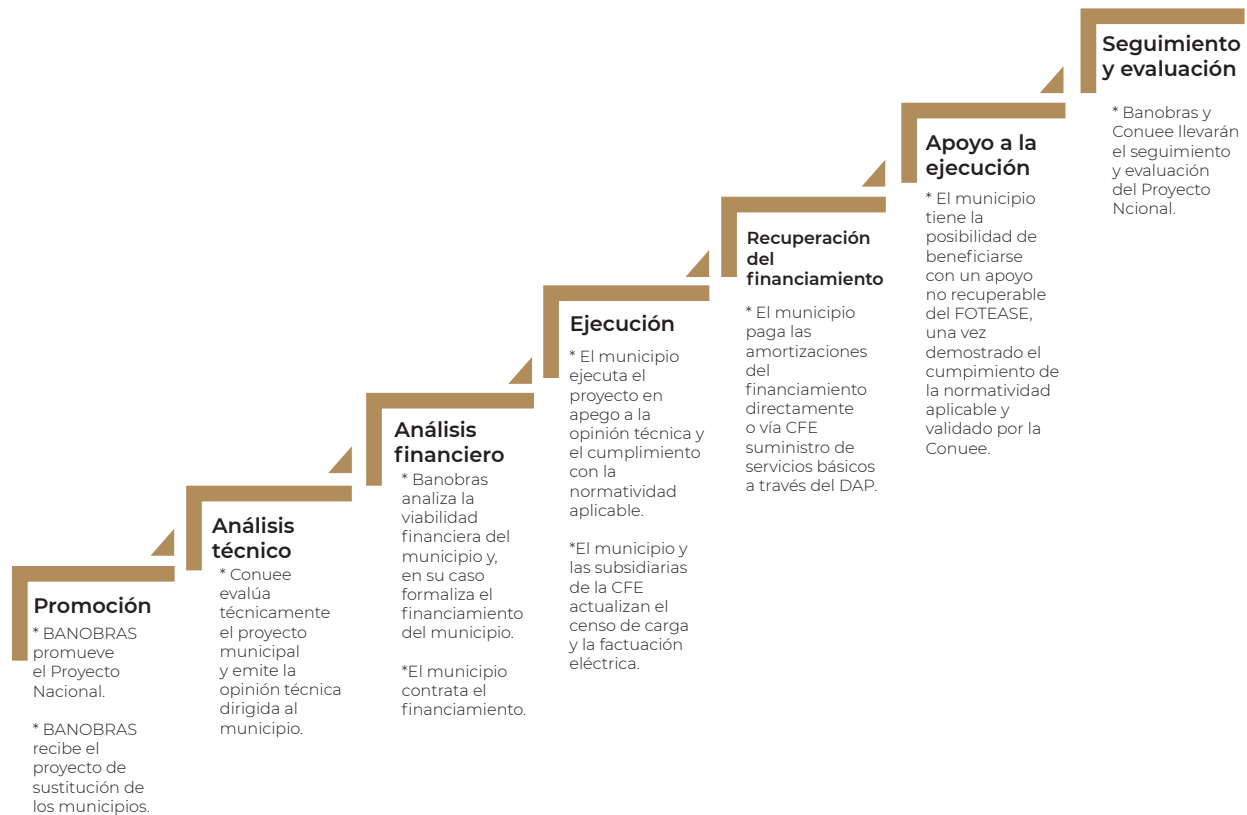 Promoción
* BANOBRAS
promueve
el Proyecto
Nacional.
* BANOBRAS
recibe el
proyecto de
sustitución de
los municipios.
Análisis
técnico
* Conuee
evalúa
técnicamente
el proyecto
municipal
y emite la
opinión técnica
dirigida al
municipio.
Análisis
financiero
* Banobras
analiza la
viabilidad
financiera del
municipio y,
en su caso
formaliza el
financiamiento
del municipio.
*El municipio
contrata el
financiamiento.
Ejecución
* El municipio
ejecuta el
proyecto en
apego a la
opinión técnica y
el cumplimiento
con la
normatividad
aplicable.
*El municipio y
las subsidiarias
de la CFE
actualizan el
censo de carga
y la factuación
eléctrica.
Recuperación
del
financiamiento
* El municipio
paga las
amortizaciones
del
financiamiento
directamente
o vía CFE
suministro de
servicios básicos
a través del DAP.
Apoyo a la
ejecución
* El municipio
tiene la
posibilidad de
beneficiarse
con un apoyo
no recuperable
del FOTEASE,
una vez
demostrado el
cumpimiento de
la normatividad
aplicable y
validado por la
Conuee.
Seguimiento
y evaluación
* Banobras y
Conuee llevarán
el seguimiento
y evaluación
del Proyecto
Ncional.